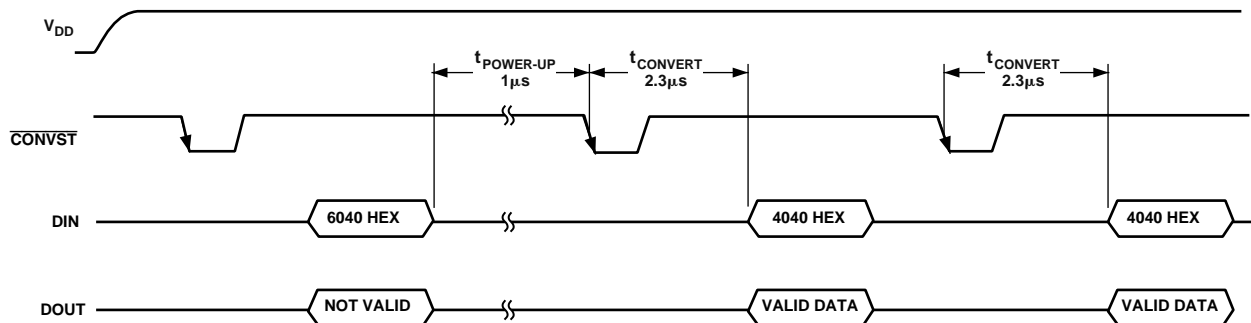 VDD
tPOWER-UP
1μs
tCONVERT
2.3μs
tCONVERT
2.3μs
CONVST
DIN
6040 HEX
4040 HEX
4040 HEX
DOUT
NOT VALID
VALID DATA
VALID DATA